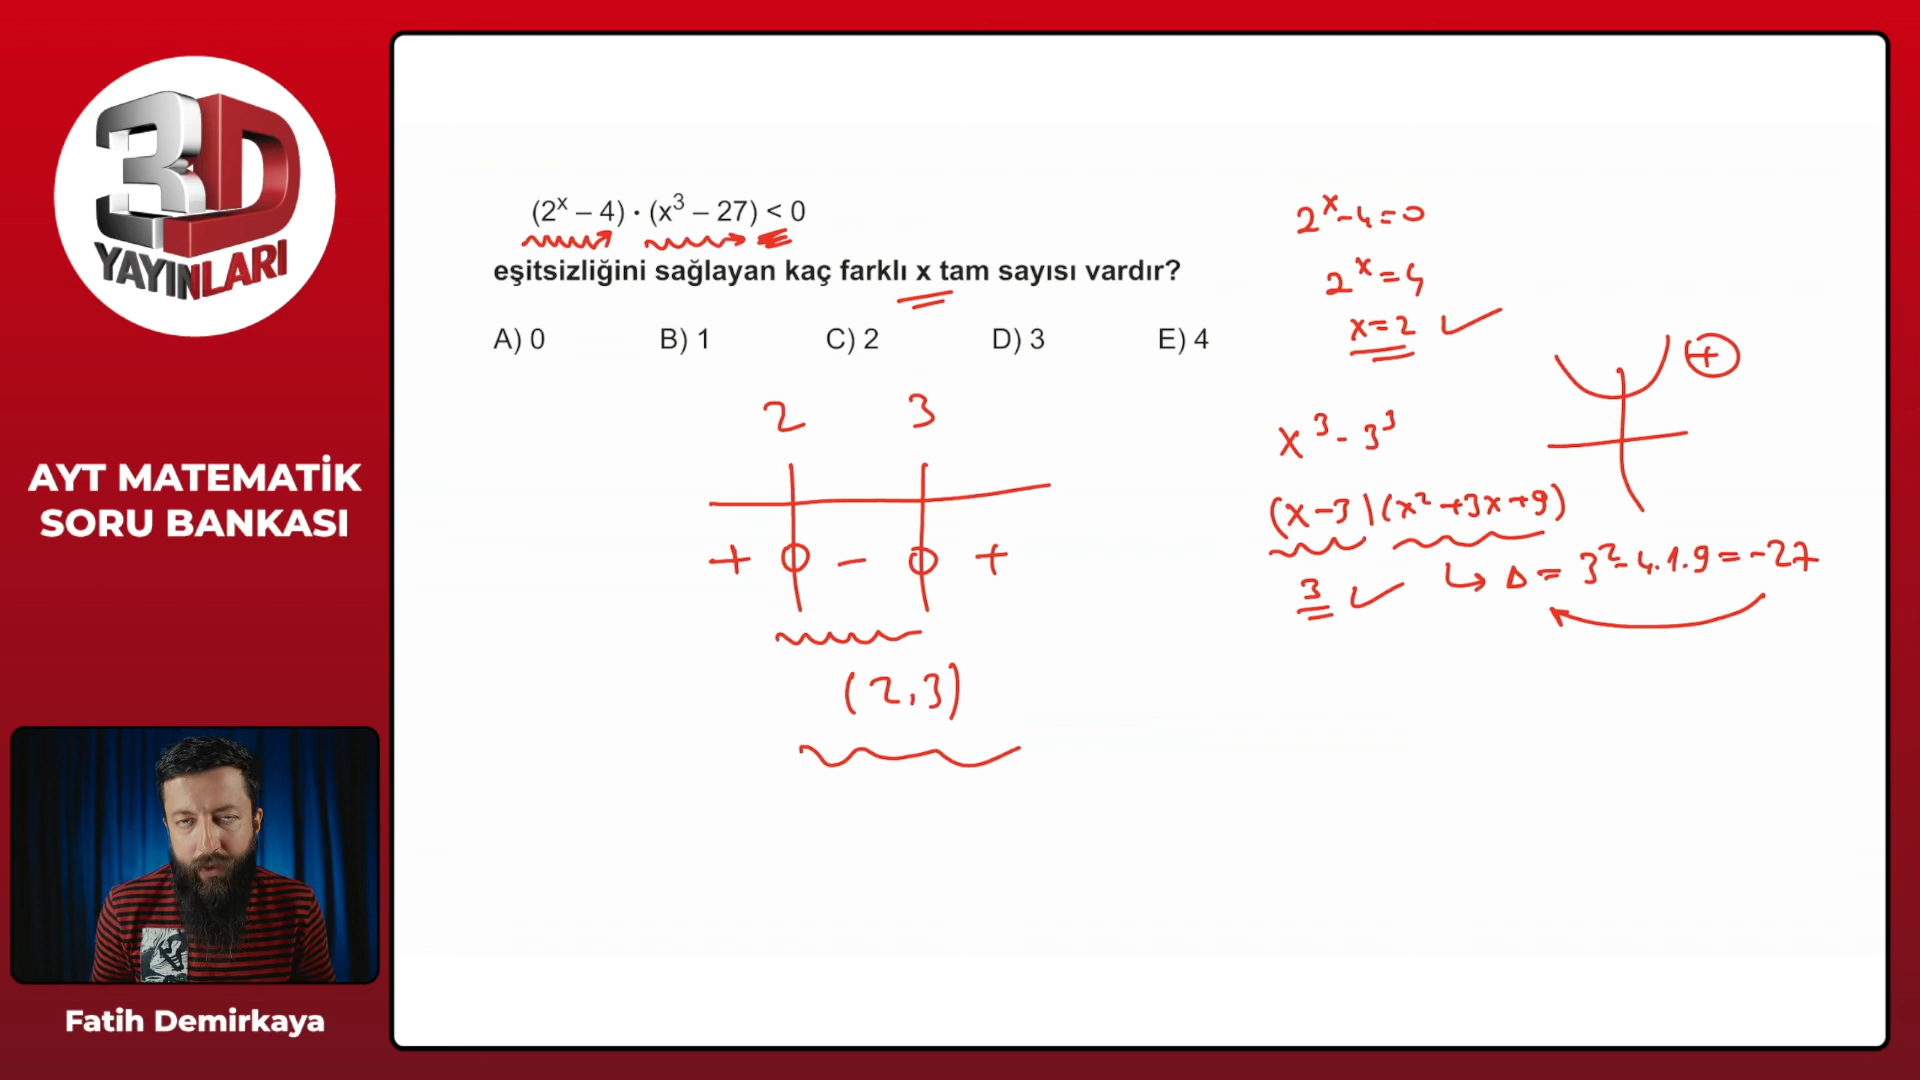 3D
YAYINLARI
AYT MATEMATİK
SORU BANKASI
Fatih Demirkaya
(2ˣ – 4) · (x³ – 27) < 0
eşitsizliğini sağlayan kaç farklı x tam sayısı vardır?
A) 0 B) 1 C) 2 D) 3 E) 4
2 3
+ 0 - 0 +
(2,3)
2ˣ-4=0
2ˣ=4
x=2
+
x³-3³
(x-3)(x²+3x+9)
3
Δ = 3²-4.1.9=-27